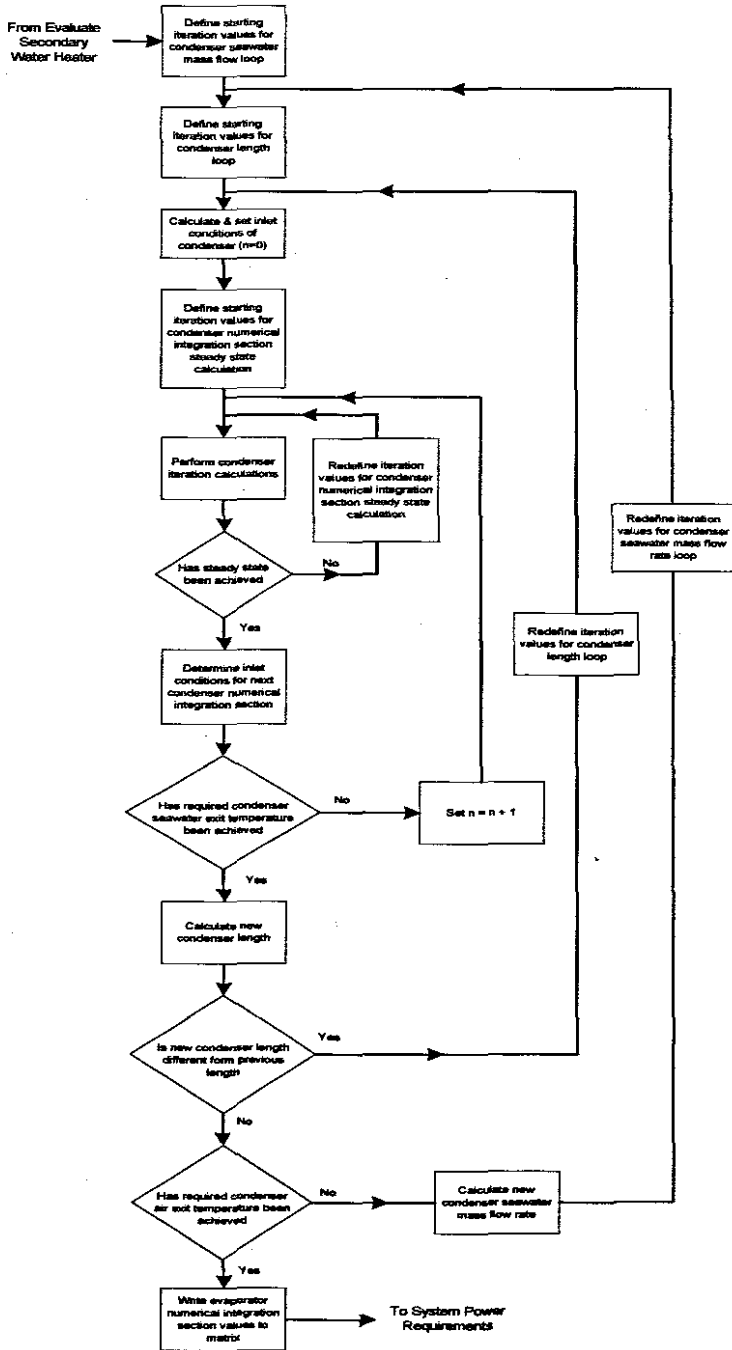 From Evaluate
Secondary
Water Heater
Define starting
iteration values for
condenser seawater
mass flow loop
Define starting
iteration values for
condenser length
loop
Calculate & set inlet
conditions of
condenser (n=0)
Define starting
iteration values for
condenser numerical
integration section
steady state
calculation
Perform condenser
iteration calculations
Redefine iteration
values for condenser
numerical integration
section steady state
calculation
Redefine iteration
values for condenser
seawater mass flow
rate loop
Has steady state
been achieved
No
Yes
Redefine iteration
values for condenser
length loop
Determine inlet
conditions for next
condenser numerical
integration section
Has required condenser
seawater exit temperature
been achieved
No
Set n = n + 1
Yes
Calculate new
condenser length
Is new condenser length
different form previous
length
Yes
No
Has required condenser
air exit temperature been
achieved
No
Calculate new
condenser seawater
mass flow rate
Yes
Write evaporator
numerical integration
section values to
matrix
To System Power
Requirements